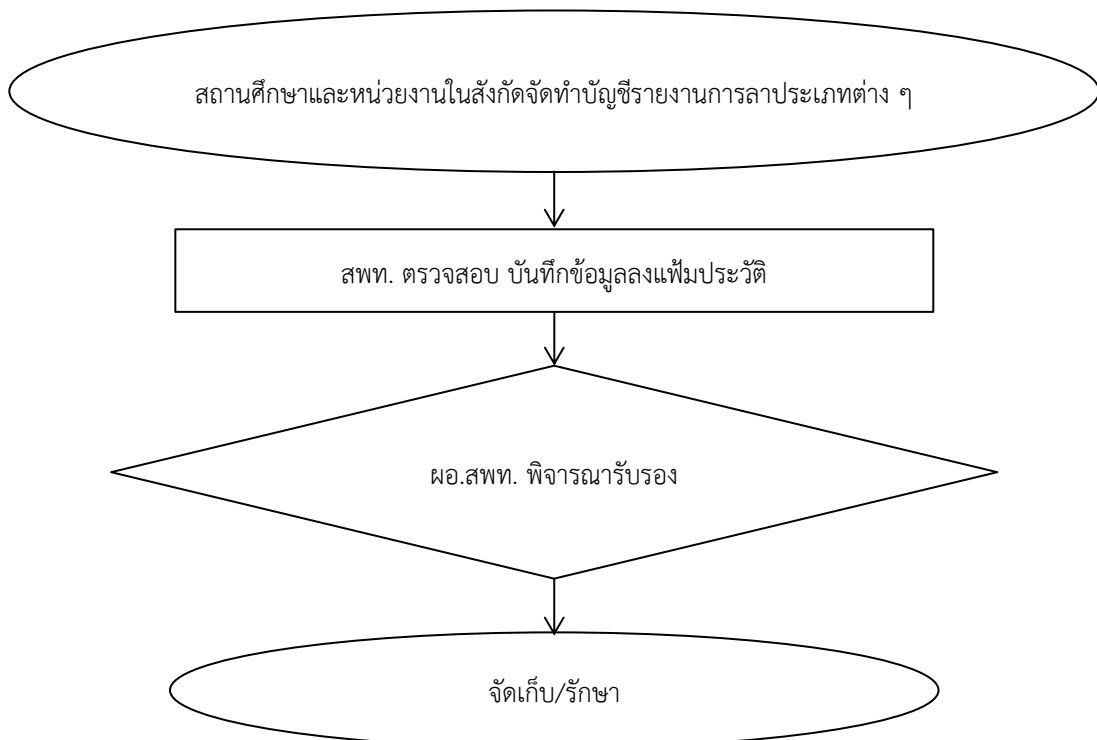 สถานศึกษาและหน่วยงานในสังกัดจัดทำบัญชีรายงานการลาประเภทต่าง ๆ
สพท. ตรวจสอบ บันทึกข้อมูลลงแฟ้มประวัติ
ผอ.สพท. พิจารณารับรอง
จัดเก็บ/รักษา